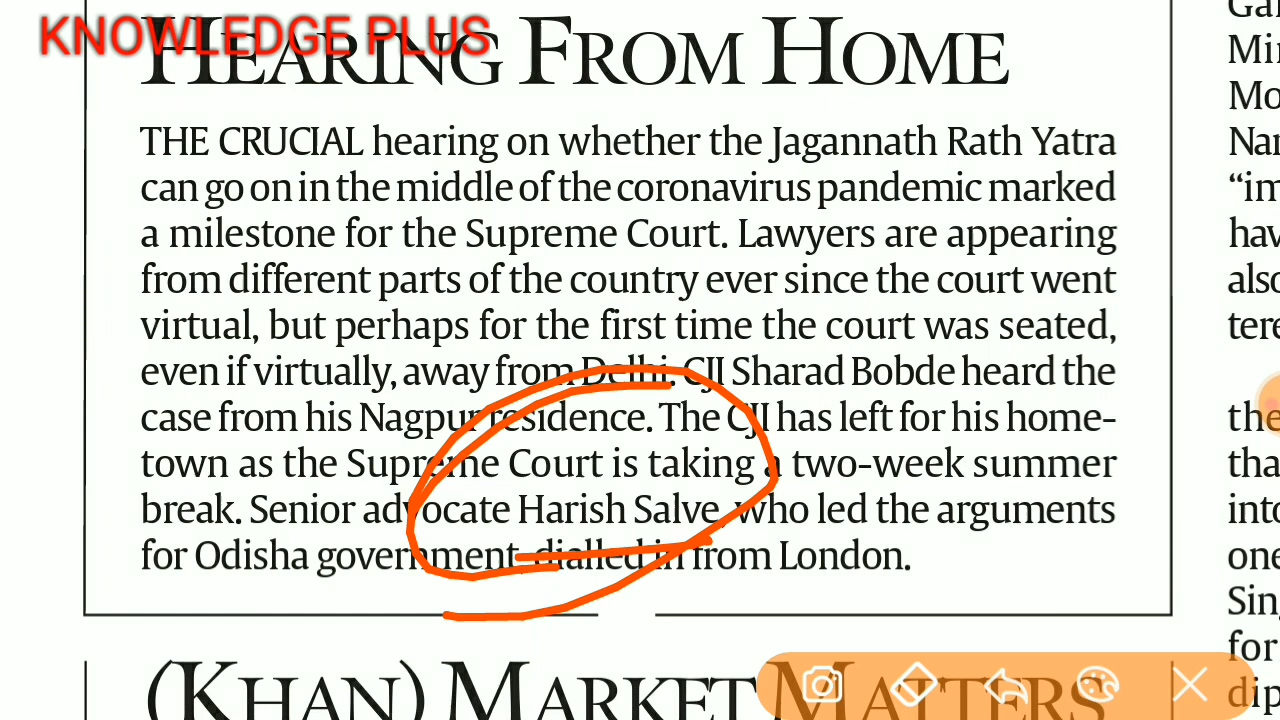 KNOWLEDGE PLUS
HEARING FROM HOME
THE CRUCIAL hearing on whether the Jagannath Rath Yatra
can go on in the middle of the coronavirus pandemic marked
a milestone for the Supreme Court. Lawyers are appearing
from different parts of the country ever since the court went
virtual, but perhaps for the first time the court was seated,
even if virtually, away from Delhi. CJI Sharad Bobde heard the
case from his Nagpur residence. The CJI has left for his home-
town as the Supreme Court is taking a two-week summer
break. Senior advocate Harish Salve, who led the arguments
for Odisha government, dialled in from London.
(KHAN) MARKET MATTERS